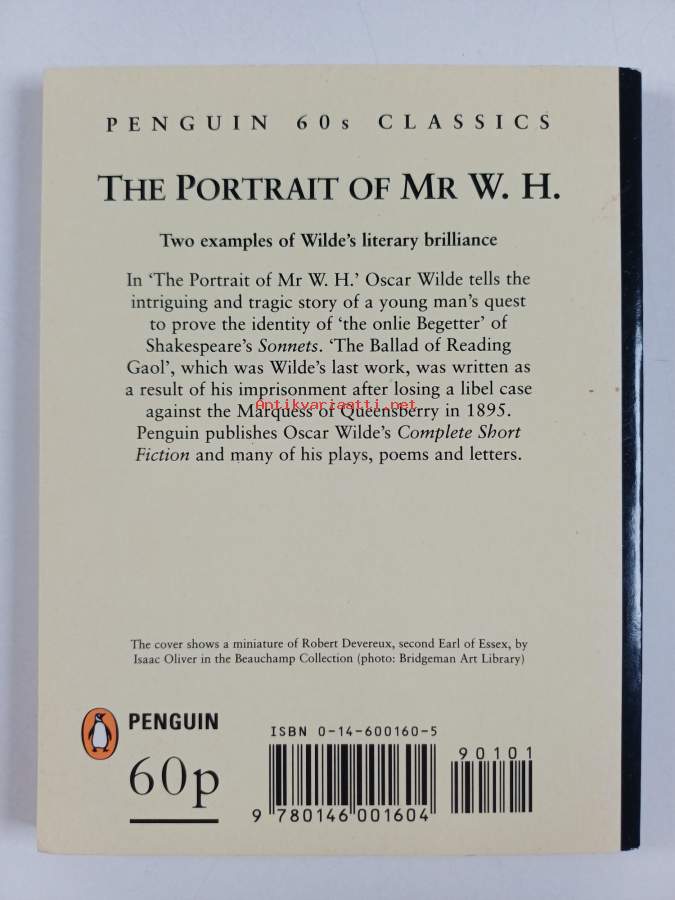 PENGUIN 60s CLASSICS
THE PORTRAIT OF MR W. H.
Two examples of Wilde's literary brilliance
In ‘The Portrait of Mr W. H.’ Oscar Wilde tells the
intriguing and tragic story of a young man's quest
to prove the identity of ‘the onlie Begetter’ of
Shakespeare's Sonnets. ‘The Ballad of Reading
Gaol’, which was Wilde's last work, was written as
a result of his imprisonment after losing a libel case
Antikvariaatti.net
against the Marquess of Queensberry in 1895.
Penguin publishes Oscar Wilde's Complete Short
Fiction and many of his plays, poems and letters.
The cover shows a miniature of Robert Devereux, second Earl of Essex, by
Isaac Oliver in the Beauchamp Collection (photo: Bridgeman Art Library)
PENGUIN
60p
ISBN 0-14-600160-5
90101
9 780146 001604